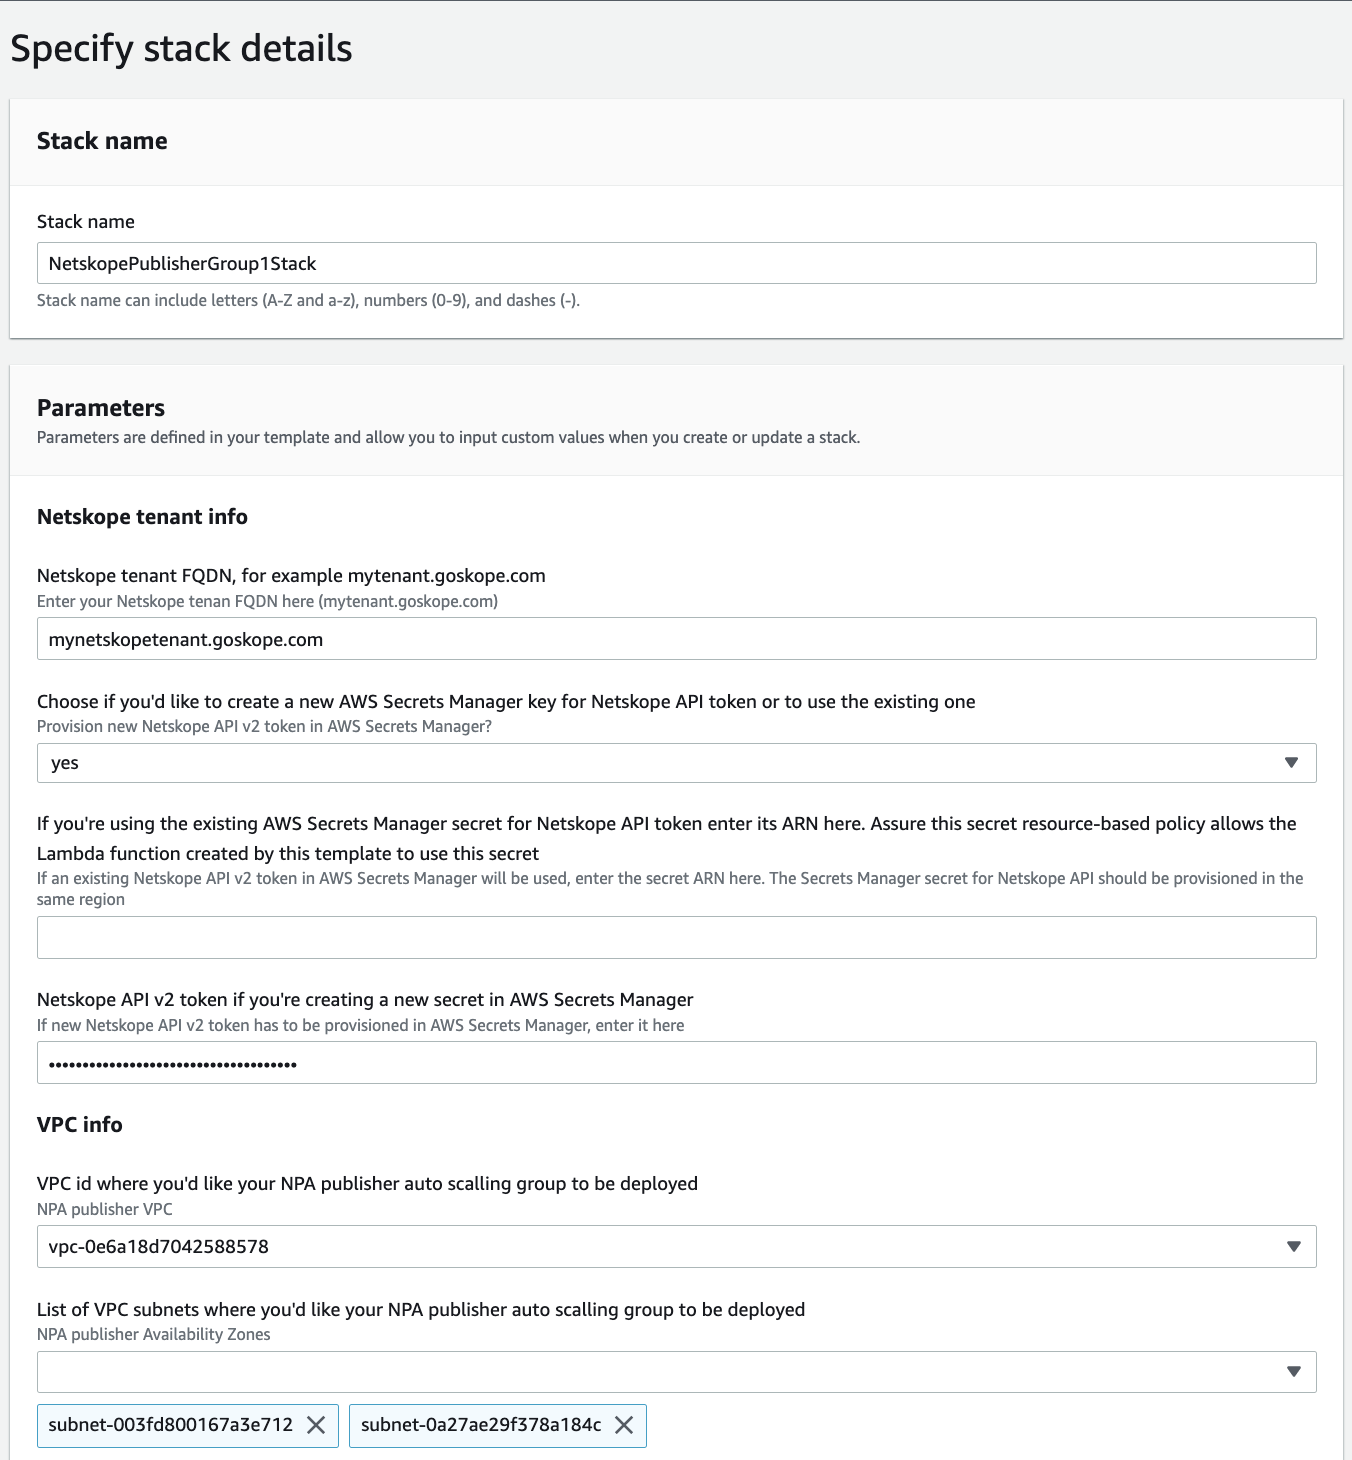 Specify stack details
Stack name
Stack name
NetskopePublisherGroup1Stack
Stack name can include letters (A-Z and a-z), numbers (0-9), and dashes (-).
Parameters
Parameters are defined in your template and allow you to input custom values when you create or update a stack.
Netskope tenant info
Netskope tenant FQDN, for example mytenant.goskope.com
Enter your Netskope tenan FQDN here (mytenant.goskope.com)
mynetskopetenant.goskope.com
Choose if you'd like to create a new AWS Secrets Manager key for Netskope API token or to use the existing one
Provision new Netskope API v2 token in AWS Secrets Manager?
yes
If you're using the existing AWS Secrets Manager secret for Netskope API token enter its ARN here. Assure this secret resource-based policy allows the
Lambda function created by this template to use this secret
If an existing Netskope API v2 token in AWS Secrets Manager will be used, enter the secret ARN here. The Secrets Manager secret for Netskope API should be provisioned in the
same region
Netskope API v2 token if you're creating a new secret in AWS Secrets Manager
If new Netskope API v2 token has to be provisioned in AWS Secrets Manager, enter it here
•••••••••••••••••••••••••••••••••••••
VPC info
VPC id where you'd like your NPA publisher auto scalling group to be deployed
NPA publisher VPC
vpc-0e6a18d7042588578
List of VPC subnets where you'd like your NPA publisher auto scalling group to be deployed
NPA publisher Availability Zones
subnet-003fd800167a3e712
subnet-0a27ae29f378a184c